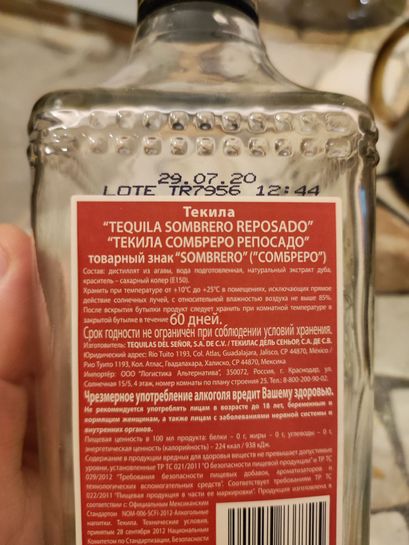 29.07.20
LOTE TR7956 12:44
Текила
"TEQUILA SOMBRERO REPOSADO"
"ТЕКИЛА СОМБРЕРО РЕПОСАДО"
товарный знак "SOMBRERO" ("СОМБРЕРО")
Состав: дистиллят из агавы, вода подготовленная, натуральный экстракт дуба,
краситель - сахарный колер (Е150).
Хранить при температуре от +10°С до +25°С в помещениях, исключающих прямое
действие солнечных лучей, с относительностью влажности воздуха не выше 85%.
После вскрытия бутылки продукт следует хранить при комнатной температуре в
закрытой бутылке в течение 60 дней.
Срок годности не ограничен при соблюдении условий хранения.
Изготовитель: TEQUILAS DEL SEÑOR, S.A. DE C.V. / ТЕКИЛАС ДЕЛЬ СЕНЬОР, С.А. ДЕ С.В.
Юридический адрес: Rio Tuito 1193, Col. Atlas, Guadalajara, Jalisco, CP 44870, México /
Рио Туито 1193, Кол. Атлас, Гвадалахара, Халиско, СР 44870, Мексика
Импортёр: ООО "Логистика Альтернатива", 350072, Россия, г. Краснодар, ул.
Солнечная 15/5, 4 этаж, номер комнаты по плану строения 25. Тел.: 8-800-200-90-02.
Чрезмерное употребление алкоголя вредит Вашему здоровью.
Не рекомендуется употреблять лицам в возрасте до 18 лет, беременным и
кормящим женщинам, а также лицам с заболеваниями нервной системы и
внутренних органов.
Пищевая ценность в 100 мл продукта: белки – 0 г, жиры – 0 г, углеводы – 0 г,
энергетическая ценность (калорийность) - 224 ккал / 938 кДж.
Содержание в продукции вредных для здоровья веществ не превышает допустимые
уровни, установленные ТР ТС 021/2011 "О безопасности пищевой продукции" и ТР ТС
029/2012 "Требования безопасности пищевых добавок, ароматизаторов и
технологических вспомогательных средств". Соответствует требованиям ТР ТС
022/2011 "Пищевая продукция в части ее маркировки". Продукция изготовлена в
соответствии с Официальным Мексиканским
Стандартом NOM-006-SCFI-2012-Алкогольные
напитки. Текила. Технические условия,
принятым 28 сентября 2012 Национальным
Комитетом по Стандартизации, Безопасности